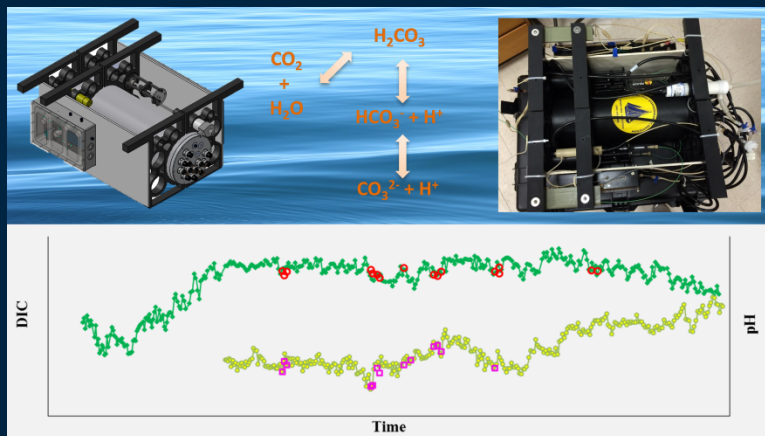 H₂CO₃
CO₂
+
H₂O
HCO₃⁻ + H⁺
CO₃²⁻ + H⁺
DIC
pH
Time